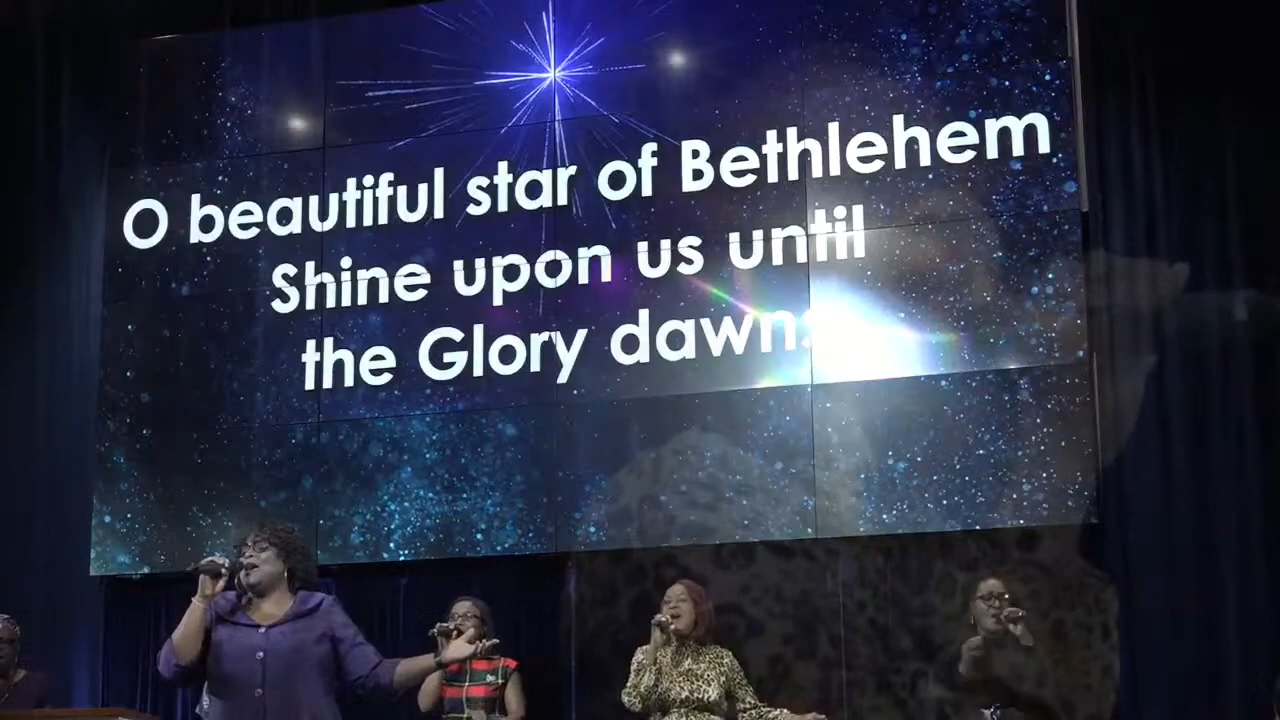 O beautiful star of Bethlehem
Shine upon us until
the Glory dawns